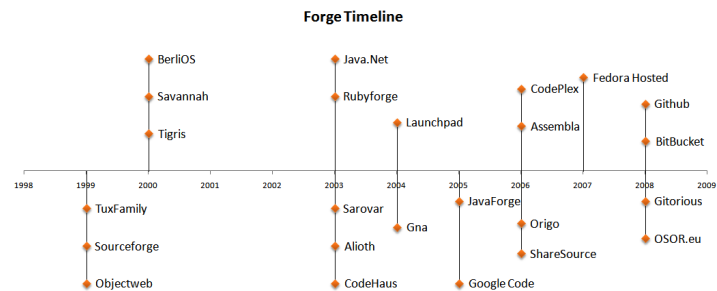 Forge Timeline
BerliOS
Java.Net
Fedora Hosted
CodePlex
Savannah
Rubyforge
Github
Launchpad
Assembla
Tigris
BitBucket
1998 1999 2000 2001 2002 2003 2004 2005 2006 2007 2008 2009
JavaForge
Gitorious
TuxFamily
Sarovar
Origo
Gna
OSOR.eu
Sourceforge
Alioth
ShareSource
Objectweb
CodeHaus
Google Code